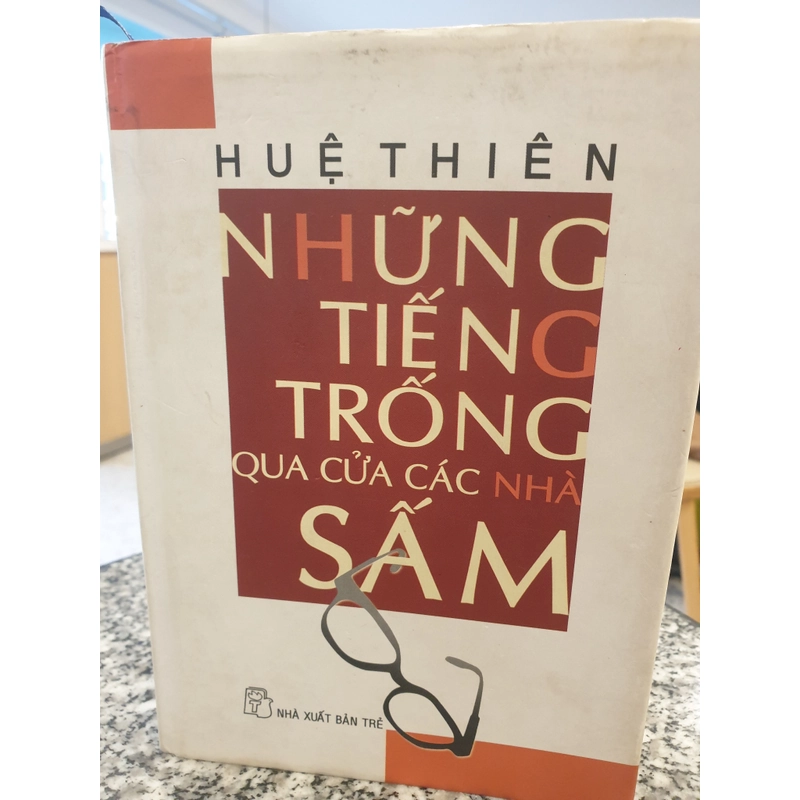 HUỆ THIÊN
NHỮNG
TIẾNG
TRỐNG
QUA CỬA CÁC NHÀ
SẤM
NHÀ XUẤT BẢN TRẺ